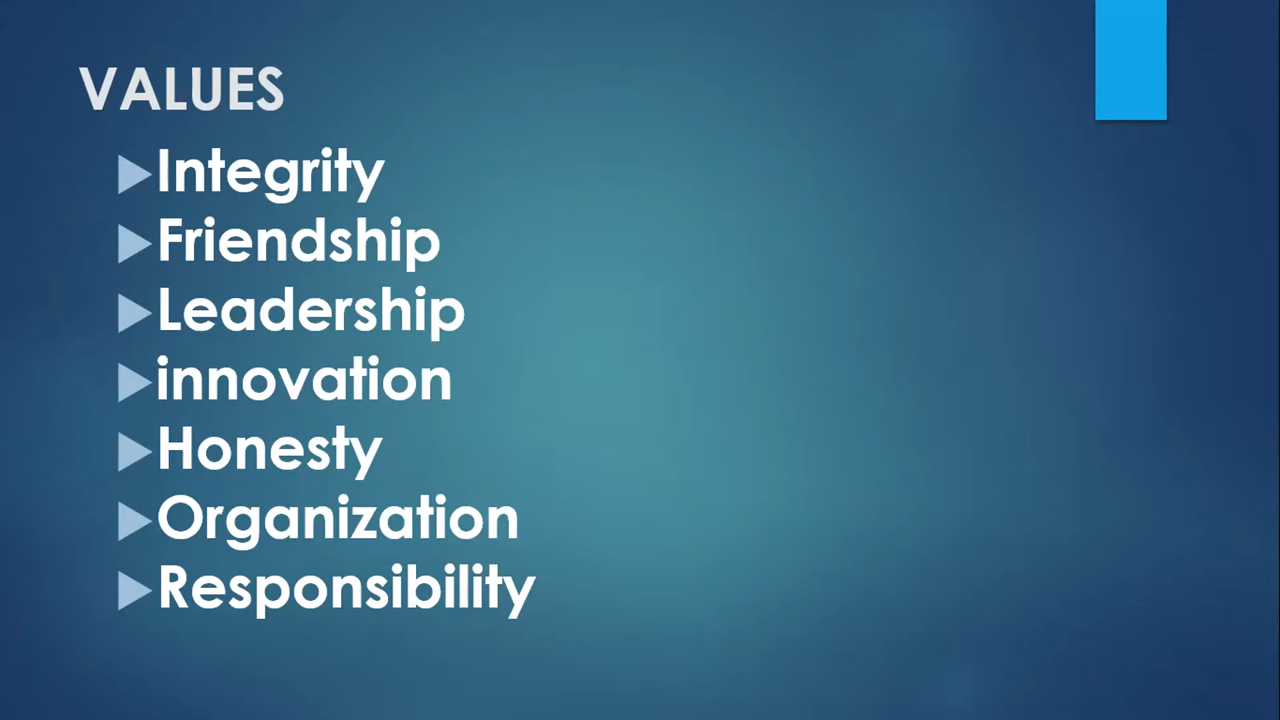 VALUES
Integrity
Friendship
Leadership
innovation
Honesty
Organization
Responsibility